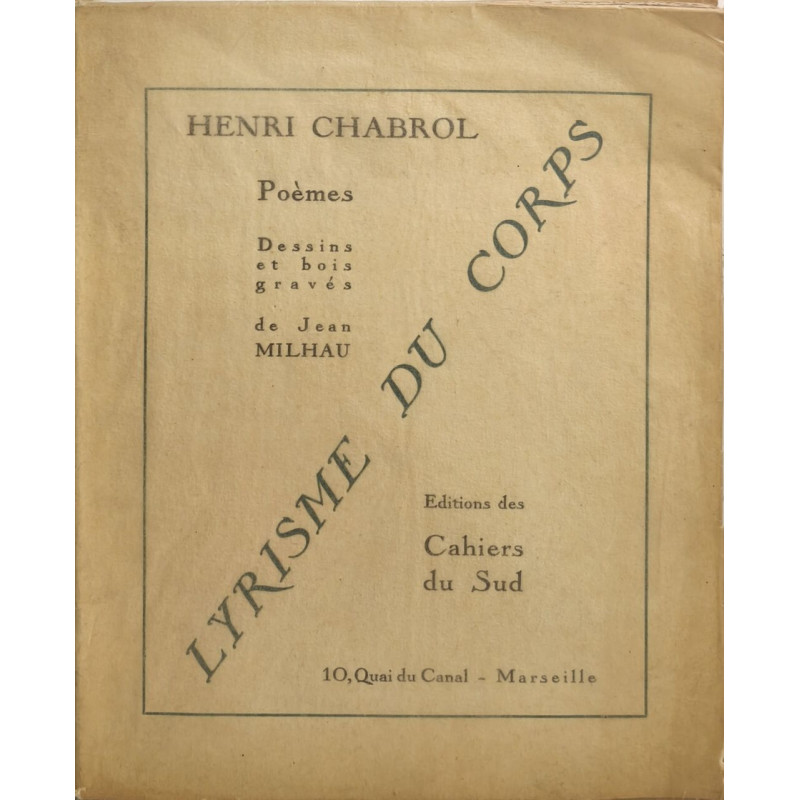 HENRI CHABROL
Poèmes
Dessins
et bois
gravés
de Jean
MILHAU
LYRISME DU CORPS
Editions des
Cahiers
du Sud
10, Quai du Canal - Marseille